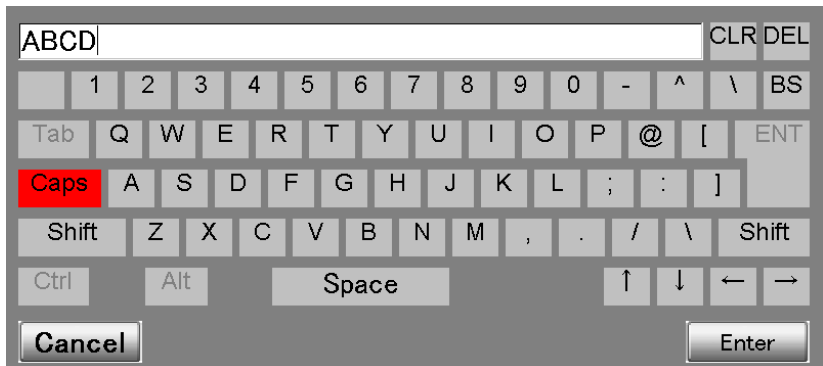 ABCD CLR DEL
1 2 3 4 5 6 7 8 9 0 - ^ \ BS
Tab Q W E R T Y U I O P @ [ ENT
Caps A S D F G H J K L ; : ]
Shift Z X C V B N M , . / \ Shift
Ctrl Alt Space ↑ ↓ ← →
Cancel Enter